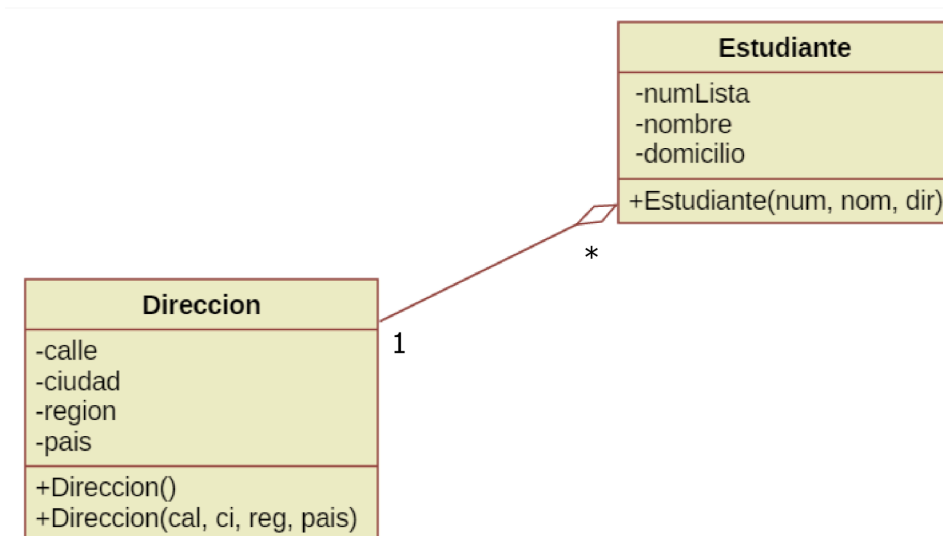 Estudiante
-numLista
-nombre
-domicilio
+Estudiante(num, nom, dir)
*
Direccion
1
-calle
-ciudad
-region
-pais
+Direccion()
+Direccion(cal, ci, reg, pais)